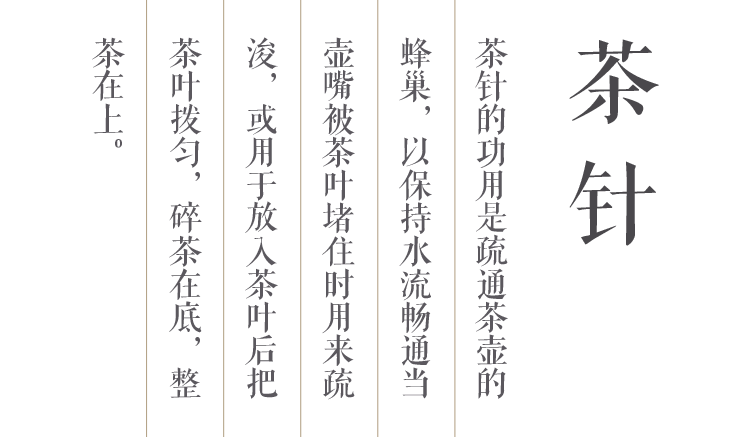 茶针
茶针的功用是疏通茶壶的
蜂巢，以保持水流畅通当
壶嘴被茶叶堵住时用来疏
浚，或用于放入茶叶后把
茶叶拨匀，碎茶在底，整
茶在上。